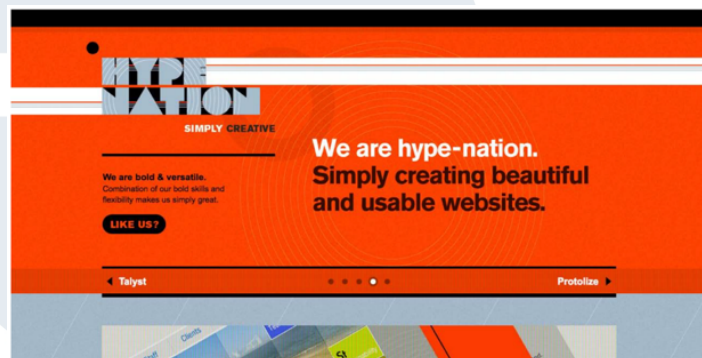 HYPE
NATION
SIMPLY CREATIVE
We are hype-nation.
Simply creating beautiful
and usable websites.
We are bold & versatile.
Combination of our bold skills and
flexibility makes us simply great.
LIKE US?
Talyst
Protolize
Clients